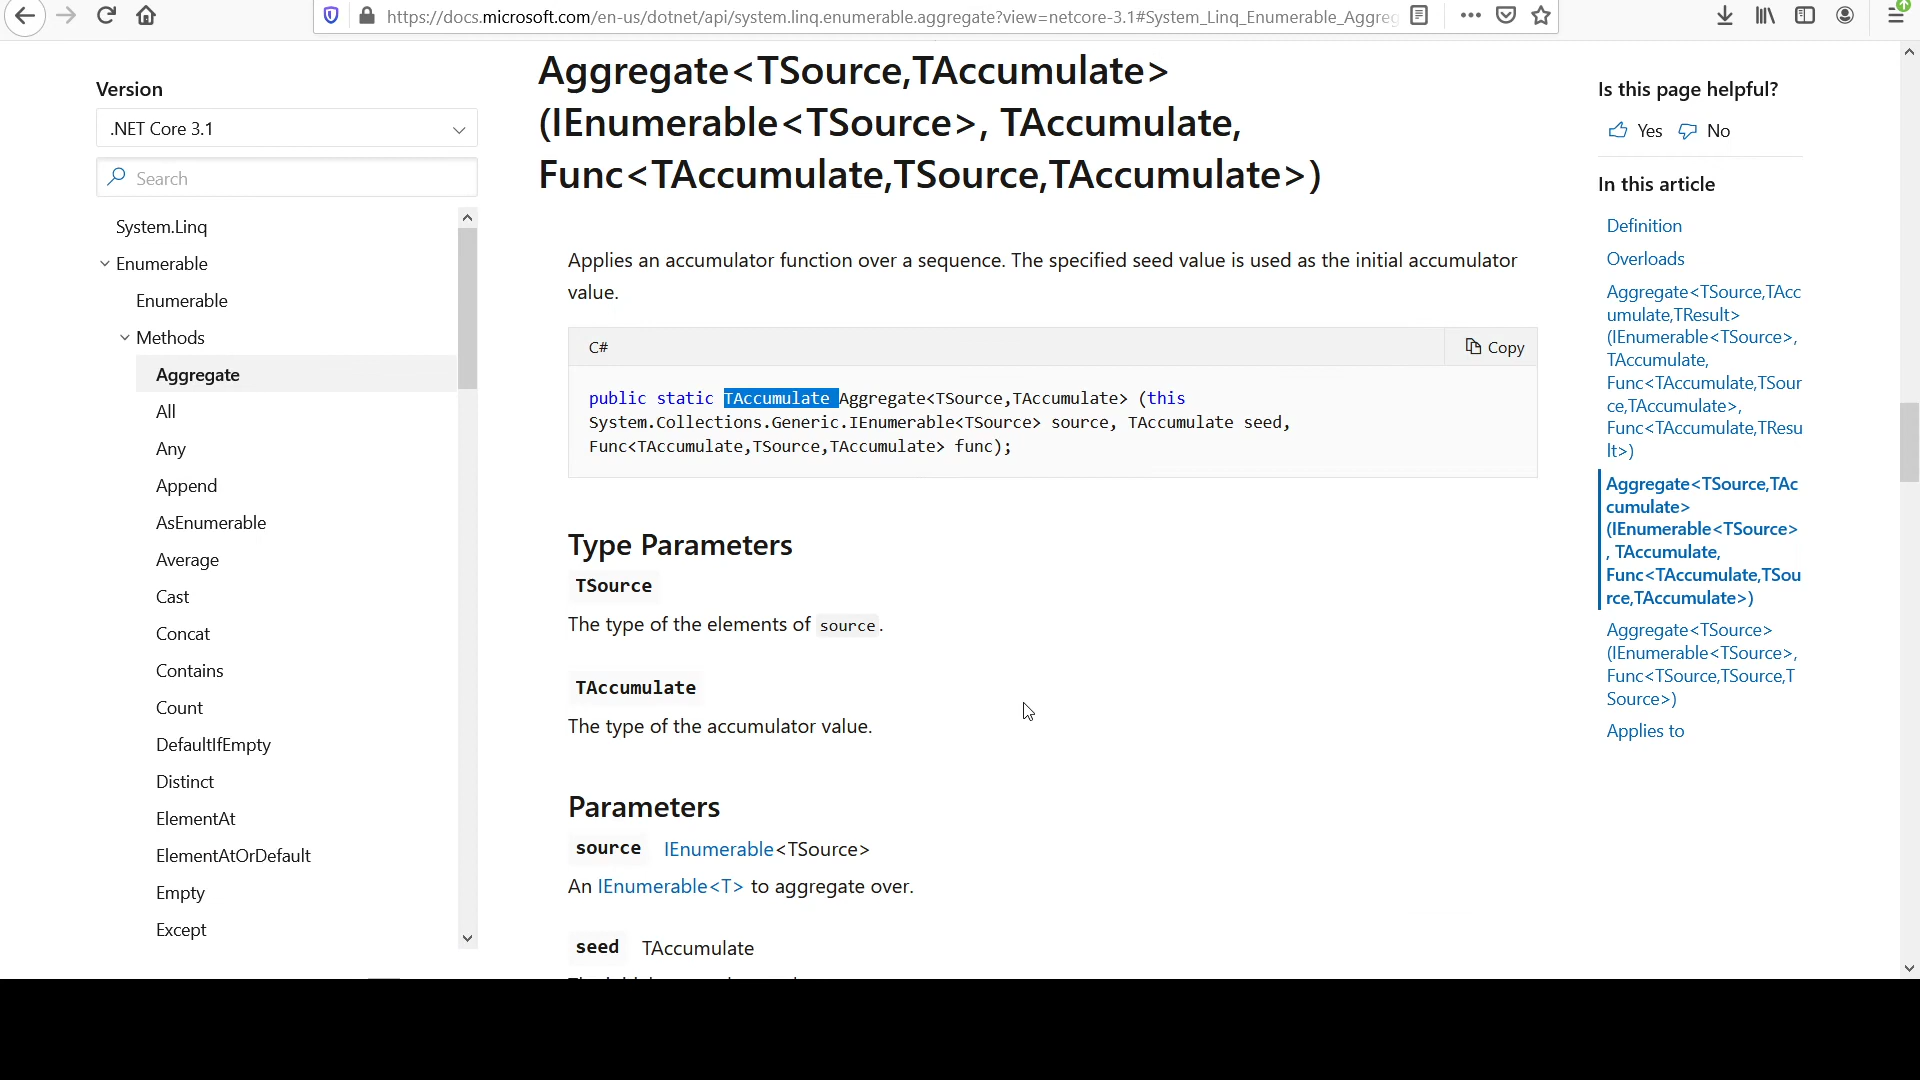 https://docs.microsoft.com/en-us/dotnet/api/system.linq.enumerable.aggregate?view=netcore-3.1#System_Linq_Enumerable_Aggreg
Version
.NET Core 3.1
Search
System.Linq
Enumerable
Enumerable
Methods
Aggregate
All
Any
Append
AsEnumerable
Average
Cast
Concat
Contains
Count
DefaultIfEmpty
Distinct
ElementAt
ElementAtOrDefault
Empty
Except
Aggregate<TSource,TAccumulate>
(IEnumerable<TSource>, TAccumulate,
Func<TAccumulate,TSource,TAccumulate>)
Applies an accumulator function over a sequence. The specified seed value is used as the initial accumulator
value.
C#
Copy
public static TAccumulate Aggregate<TSource,TAccumulate> (this
System.Collections.Generic.IEnumerable<TSource> source, TAccumulate seed,
Func<TAccumulate,TSource,TAccumulate> func);
Type Parameters
TSource
The type of the elements of source.
TAccumulate
The type of the accumulator value.
Parameters
source IEnumerable<TSource>
An IEnumerable<T> to aggregate over.
seed TAccumulate
Is this page helpful?
Yes No
In this article
Definition
Overloads
Aggregate<TSource,TAcc
umulate,TResult>
(IEnumerable<TSource>,
TAccumulate,
Func<TAccumulate,TSour
ce,TAccumulate>,
Func<TAccumulate,TResu
lt>)
Aggregate<TSource,TAc
cumulate>
(IEnumerable<TSource>
, TAccumulate,
Func<TAccumulate,TSou
rce,TAccumulate>)
Aggregate<TSource>
(IEnumerable<TSource>,
Func<TSource,TSource,T
Source>)
Applies to